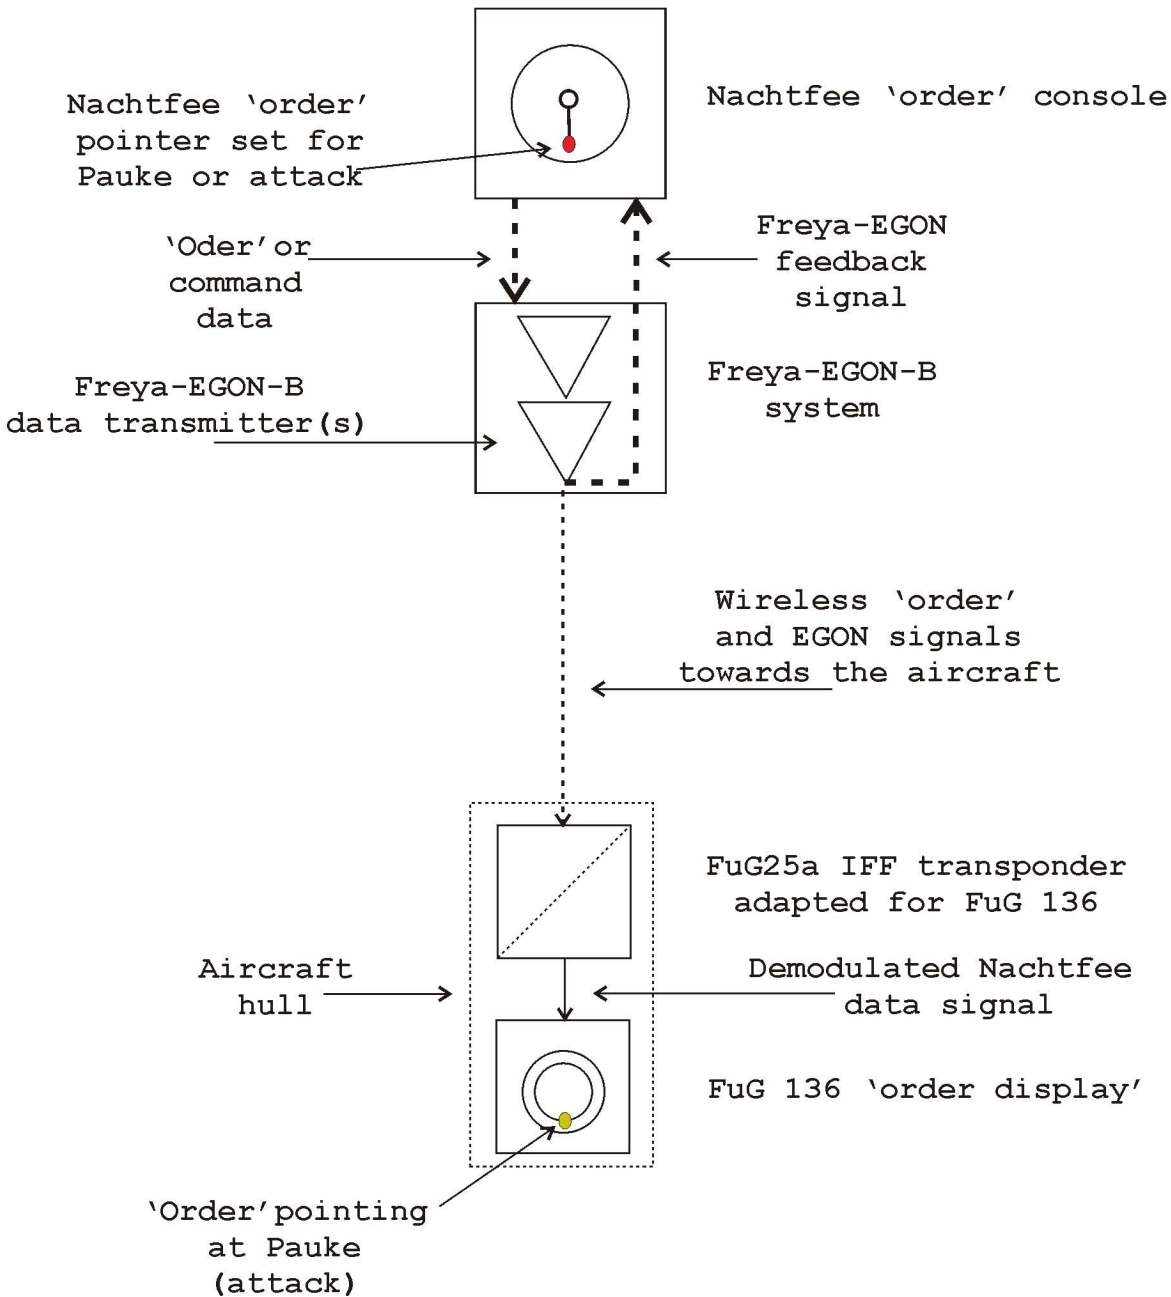 Nachtfee ‘order’
pointer set for
Pauke or attack
Nachtfee ‘order’ console
‘Oder’or
command
data
Freya-EGON
feedback
signal
Freya-EGON-B
data transmitter(s)
Freya-EGON-B
system
Wireless ‘order’
and EGON signals
towards the aircraft
FuG25a IFF transponder
adapted for FuG 136
Aircraft
hull
Demodulated Nachtfee
data signal
FuG 136 ‘order display’
‘Order’pointing
at Pauke
(attack)